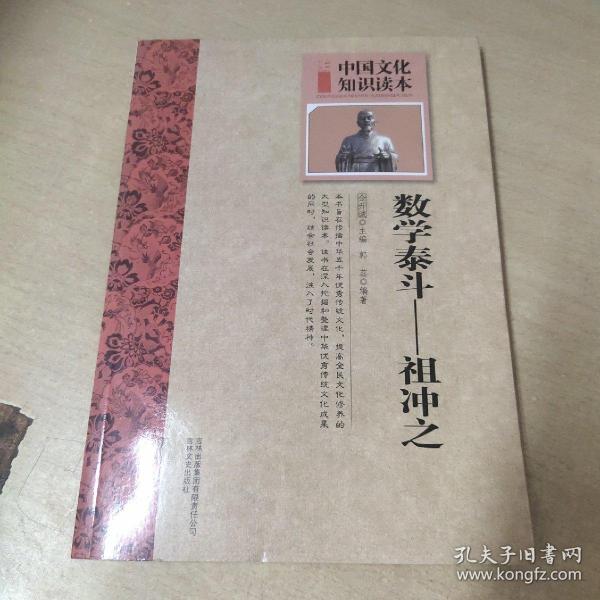 中国文化
知识读本
数学泰斗——祖冲之
金开诚◎主编 郭 蕊◎编著
本书旨在传播中华五千年优秀传统文化，提高全民文化修养的
大型知识读本。该书在深入挖掘和整理中华优秀传统文化成果
的同时，结合社会发展，注入了时代精神。
吉林出版集团有限责任公司
吉林文史出版社
孔夫子旧书网
www.kongfz.com